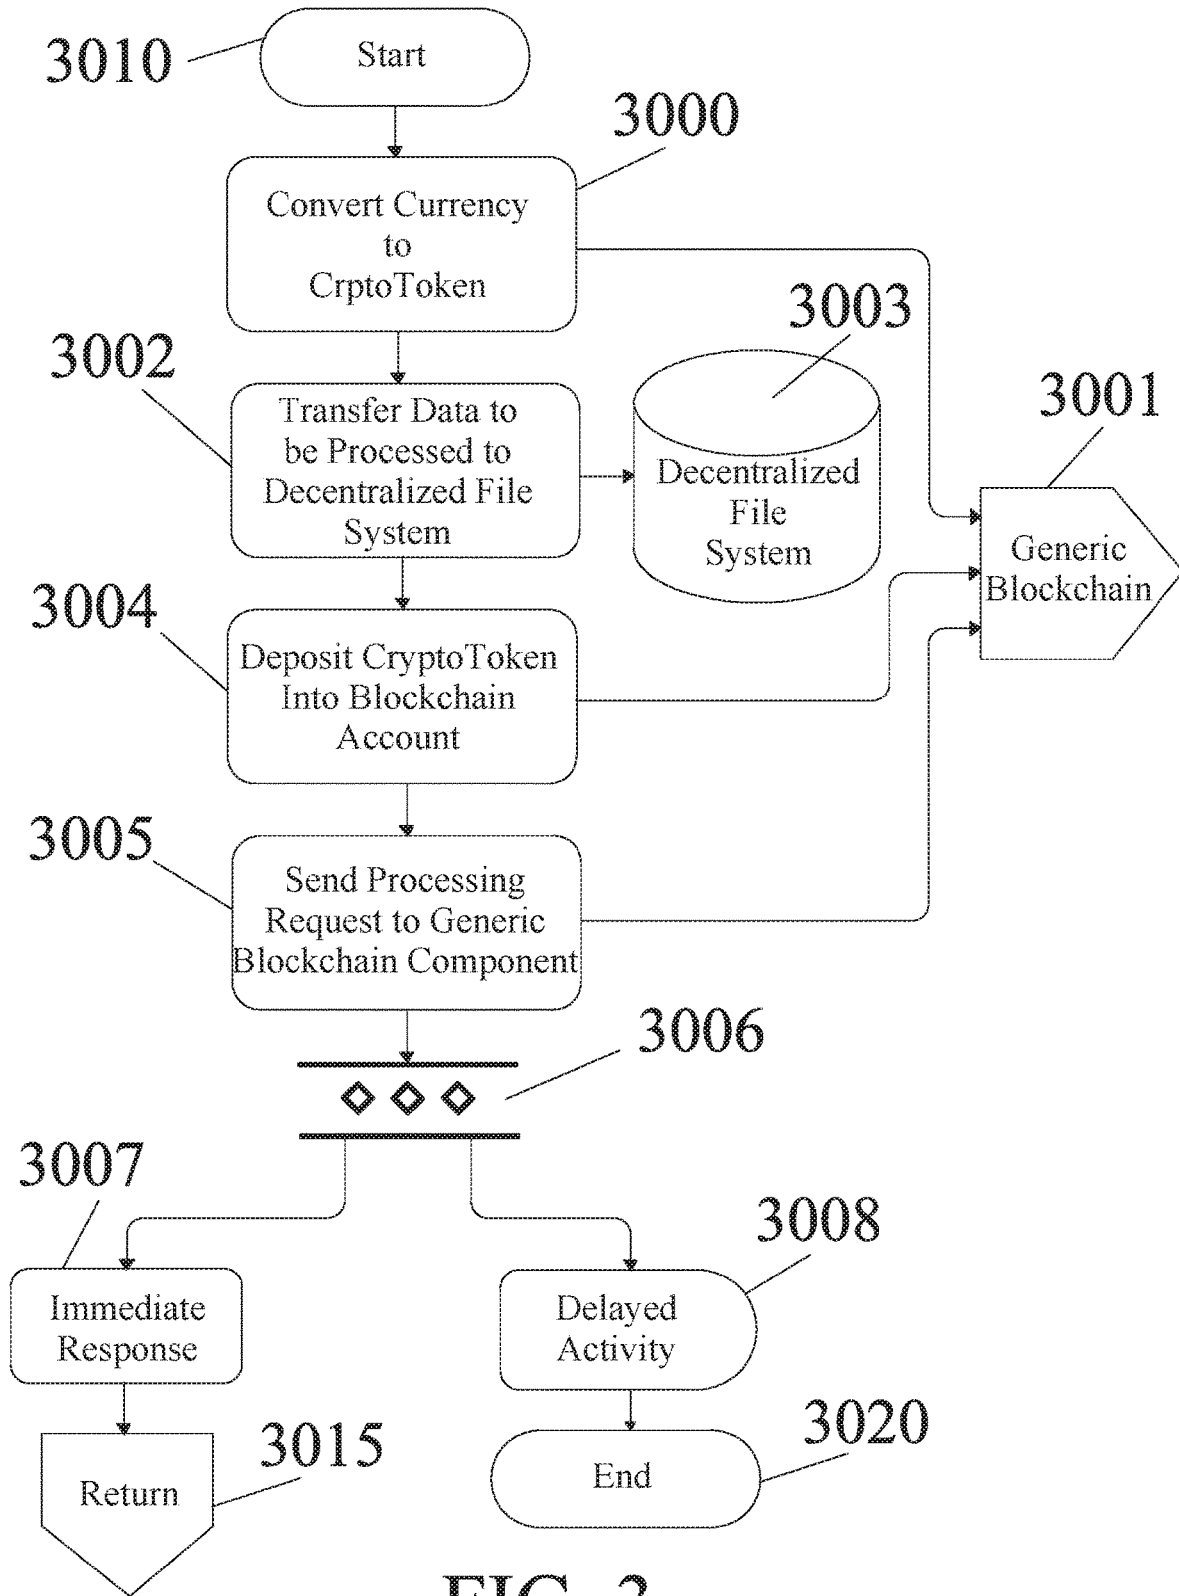 3010
Start
3000
Convert Currency
to
CrptoToken
3003
3002
3001
Transfer Data to
be Processed to
Decentralized File
System
Decentralized
File
System
Generic
Blockchain
3004
Deposit CryptoToken
Into Blockchain
Account
3005
Send Processing
Request to Generic
Blockchain Component
3006
3007
3008
Immediate
Response
Delayed
Activity
3015
3020
Return
End
FIG. 3